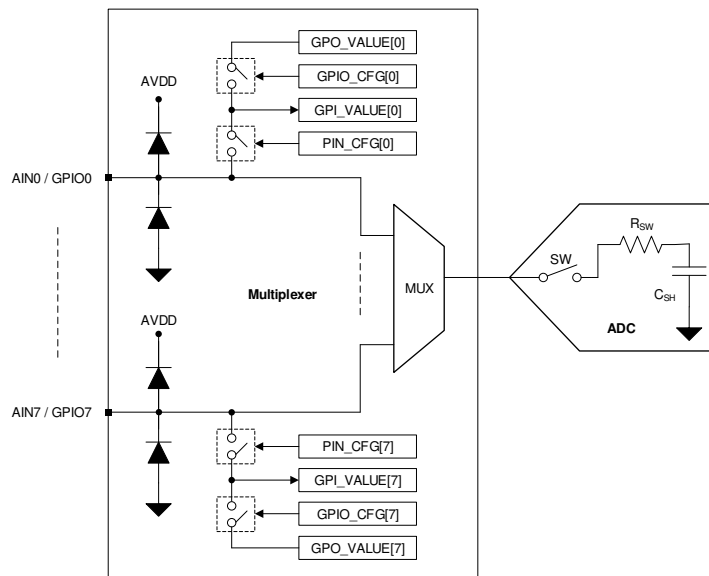 GPO_VALUE[0]
GPIO_CFG[0]
AVDD
GPI_VALUE[0]
PIN_CFG[0]
AIN0 / GPIO0
RSW
SW
MUX
Multiplexer
CSH
ADC
AVDD
AIN7 / GPIO7
PIN_CFG[7]
GPI_VALUE[7]
GPIO_CFG[7]
GPO_VALUE[7]